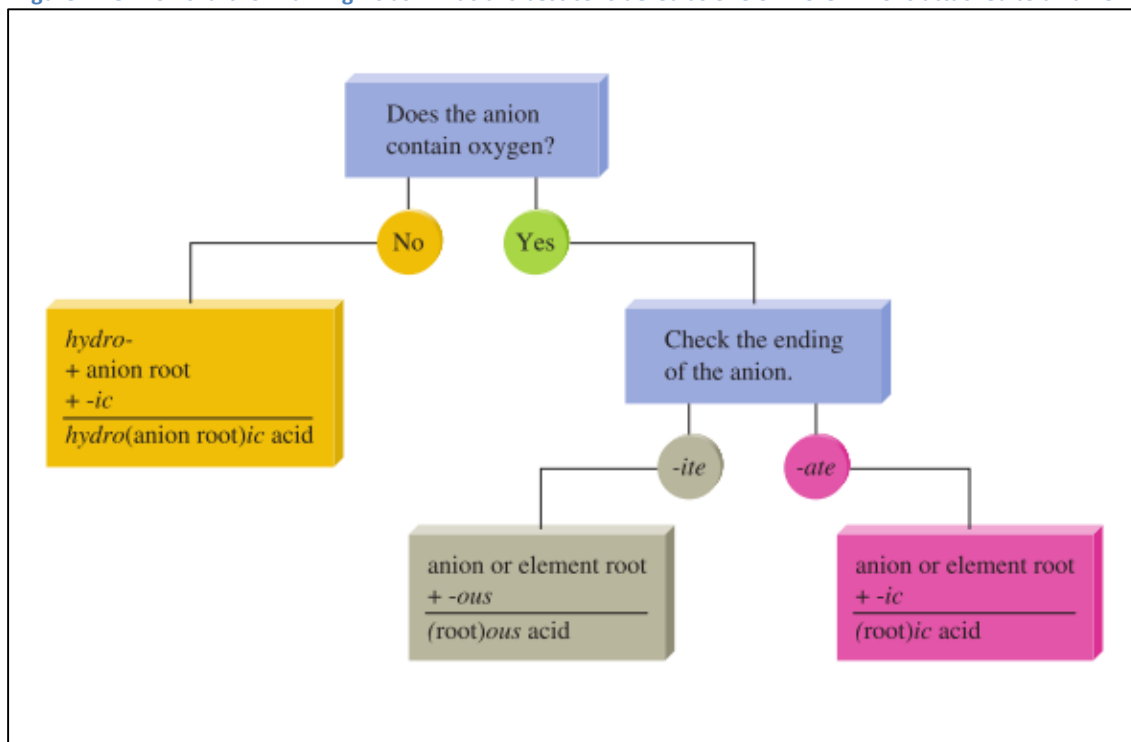 Does the anion
contain oxygen?
No
Yes
hydro-
+ anion root
+ -ic
hydro(anion root)ic acid
Check the ending
of the anion.
-ite
-ate
anion or element root
+ -ous
(root)ous acid
anion or element root
+ -ic
(root)ic acid